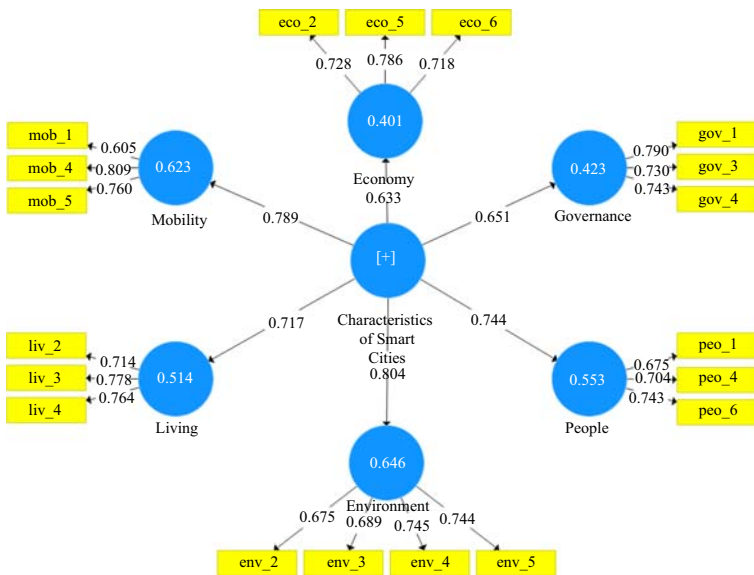 eco_2
eco_5
eco_6
0.728
0.786
0.718
0.401
Economy
0.633
mob_1
mob_4
mob_5
0.605
0.809
0.760
0.623
Mobility
0.789
gov_1
gov_3
gov_4
0.790
0.730
0.743
0.423
Governance
0.651
[+]
Characteristics
of Smart
Cities
0.804
0.717
0.744
liv_2
liv_3
liv_4
0.714
0.778
0.764
0.514
Living
peo_1
peo_4
peo_6
0.675
0.704
0.743
0.553
People
0.646
Environment
0.675
0.689
0.745
0.744
env_2
env_3
env_4
env_5